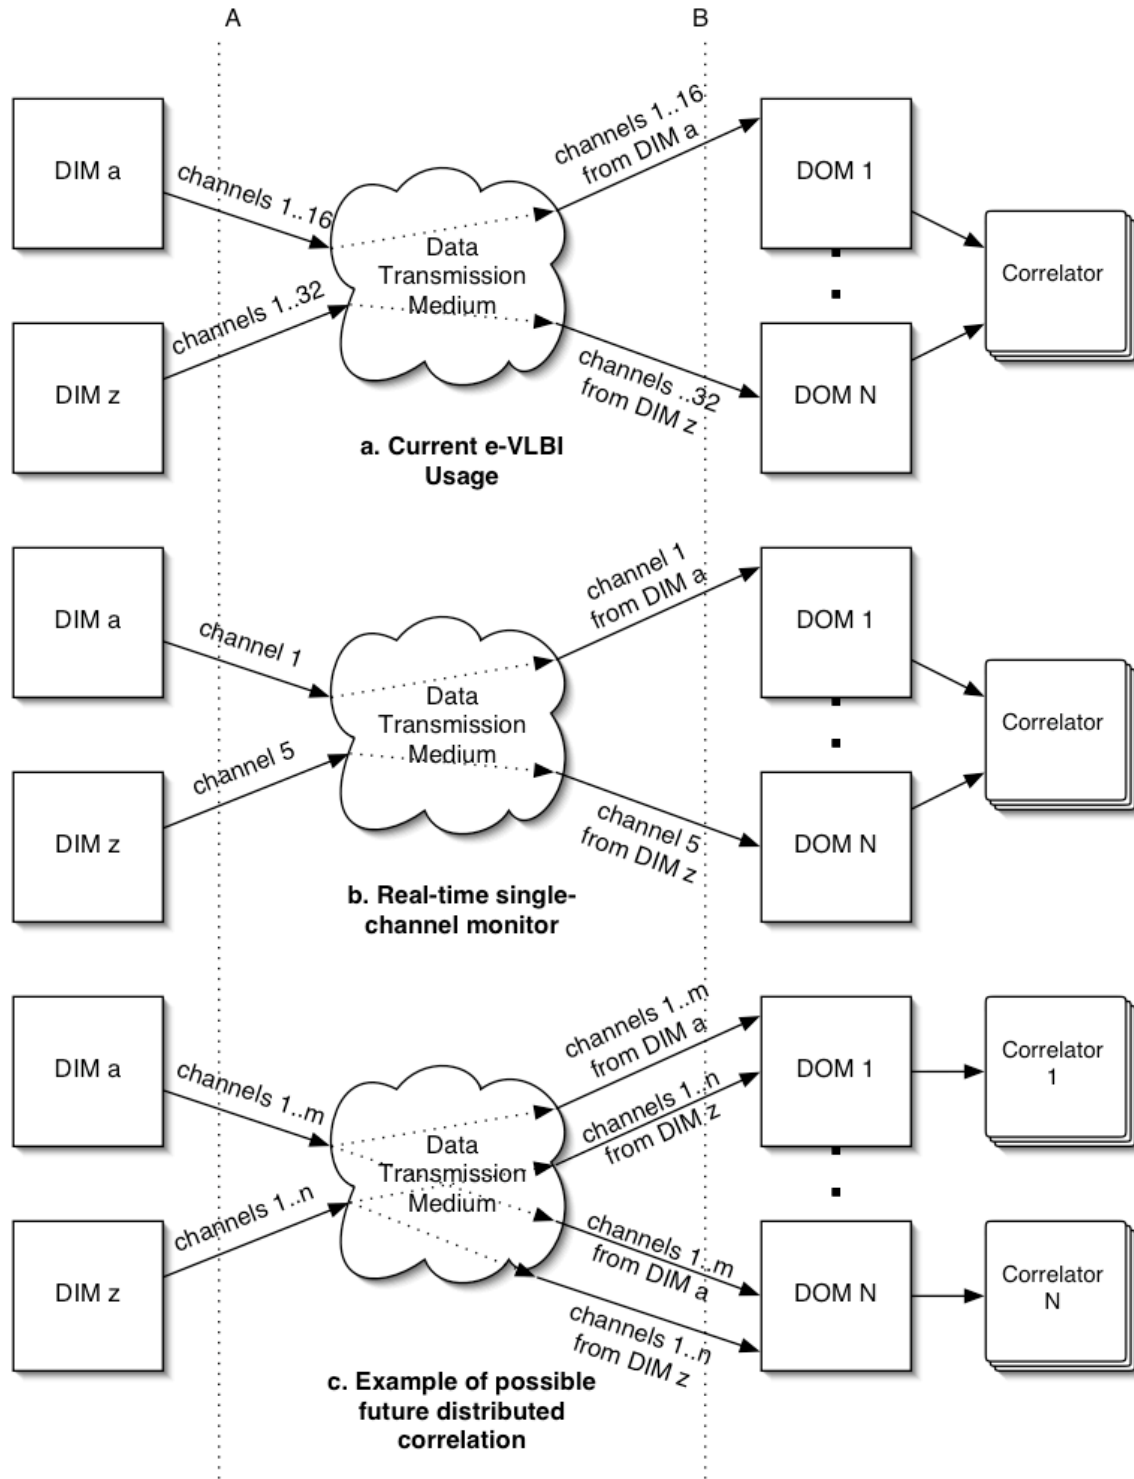 A
B
DIM a
channels 1..16
channels 1..16
from DIM a
DOM 1
Data
Transmission
Medium
Correlator
DIM z
channels 1..32
channels ..32
from DIM z
DOM N
a. Current e-VLBI
Usage
DIM a
channel 1
channel 1
from DIM a
DOM 1
Data
Transmission
Medium
Correlator
DIM z
channel 5
channel 5
from DIM z
DOM N
b. Real-time single-
channel monitor
DIM a
channels 1..m
channels 1..m
from DIM a
channels 1..n
from DIM z
DOM 1
Correlator
1
Data
Transmission
Medium
DIM z
channels 1..n
channels 1..m
from DIM a
channels 1..n
from DIM z
DOM N
Correlator
N
c. Example of possible
future distributed
correlation